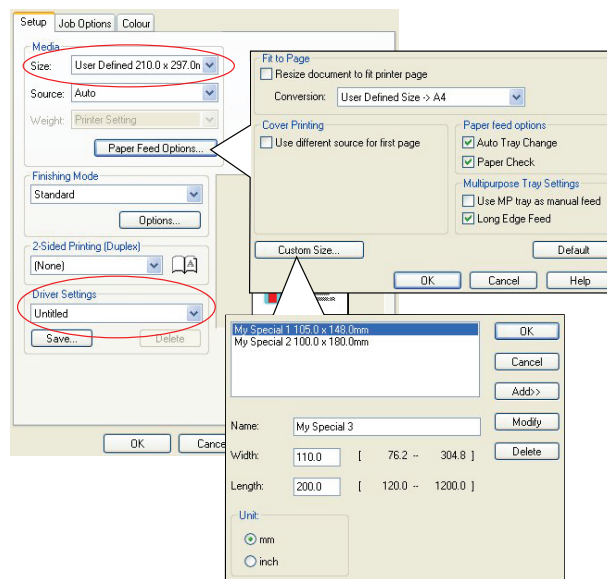 Setup Job Options Colour
Media
Size: User Defined 210.0 x 297.0n
Source: Auto
Weight: Printer Setting
Paper Feed Options...
Finishing Mode
Standard
Options...
2-Sided Printing (Duplex)
(None)
A
Driver Settings
Untitled
Save... Delete
OK Cance
Fit to Page
Resize document to fit printer page
Conversion: User Defined Size -> A4
Cover Printing
Use different source for first page
Paper feed options
Auto Tray Change
Paper Check
Multipurpose Tray Settings
Use MP tray as manual feed
Long Edge Feed
Custom Size... Default
OK Cancel Help
My Special 1 105.0 x 148.0mm
My Special 2 100.0 x 180.0mm
OK
Cancel
Add>>
Modify
Delete
Name: My Special 3
Width: 110.0 [ 76.2 -- 304.8 ]
Length: 200.0 [ 120.0 -- 1200.0 ]
Unit:
mm
inch